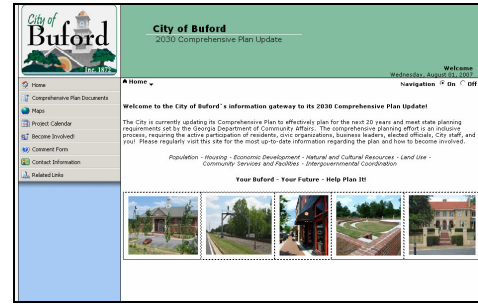 City of
Buford
Inc. 1872
City of Buford
2030 Comprehensive Plan Update
Welcome
Wednesday, August 01, 2007
Home
Navigation On Off
Home
Comprehensive Plan Documents
Maps
Project Calendar
Become Involved!
Comment Form
Contact Information
Related Links
Welcome to the City of Buford`s information gateway to its 2030 Comprehensive Plan Update!
The City is currently updating its Comprehensive Plan to effectively plan for the next 20 years and meet state planning
requirements set by the Georgia Department of Community Affairs. The comprehensive planning effort is an inclusive
process, requiring the active participation of residents, civic organizations, business leaders, elected officials, City staff, and
you! Please regularly visit this site for the most up-to-date information regarding the plan and how to become involved.
Population - Housing - Economic Development - Natural and Cultural Resources - Land Use -
Community Services and Facilities - Intergovernmental Coordination
Your Buford - Your Future - Help Plan It!